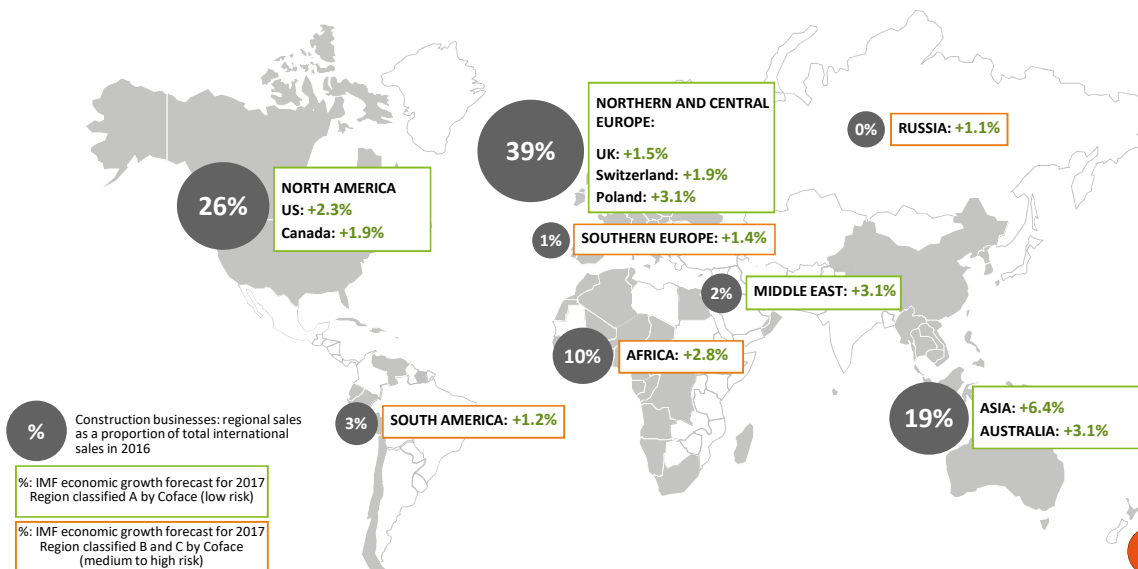 39%
NORTHERN AND CENTRAL
EUROPE:
UK: +1.5%
Switzerland: +1.9%
Poland: +3.1%
0%
RUSSIA: +1.1%
26%
NORTH AMERICA
US: +2.3%
Canada: +1.9%
1%
SOUTHERN EUROPE: +1.4%
2%
MIDDLE EAST: +3.1%
10%
AFRICA: +2.8%
3%
SOUTH AMERICA: +1.2%
19%
ASIA: +6.4%
AUSTRALIA: +3.1%
%
Construction businesses: regional sales
as a proportion of total international
sales in 2016
%: IMF economic growth forecast for 2017
Region classified A by Coface (low risk)
%: IMF economic growth forecast for 2017
Region classified B and C by Coface
(medium to high risk)